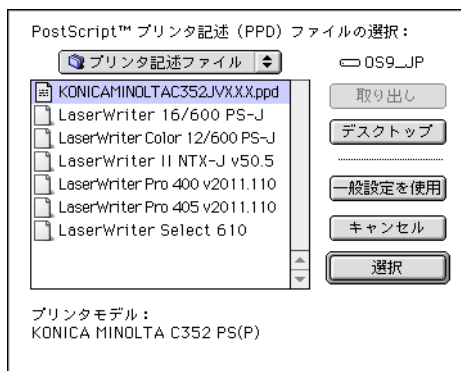 PostScript™ プリンタ記述（PPD）ファイルの選択：
プリンタ記述ファイル
OS9_JP
KONICAMINOLTAC352JVX.X.X.ppd
LaserWriter 16/600 PS-J
LaserWriter Color 12/600 PS-J
LaserWriter II NTX-J v50.5
LaserWriter Pro 400 v2011.110
LaserWriter Pro 405 v2011.110
LaserWriter Select 610
取り出し
デスクトップ
一般設定を使用
キャンセル
選択
プリンタモデル：
KONICA MINOLTA C352 PS(P)